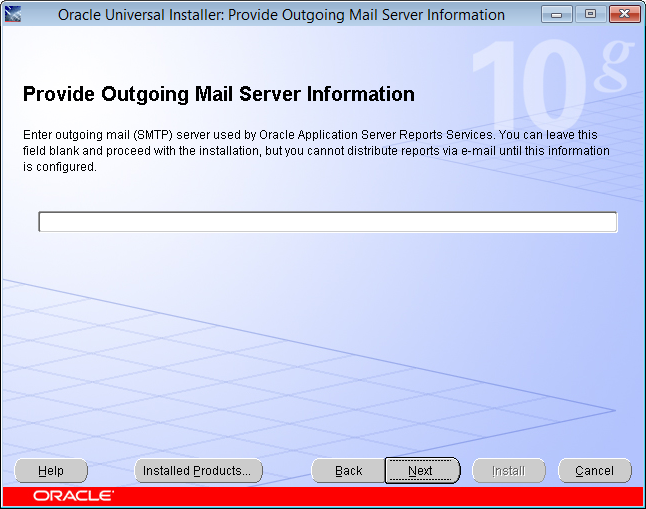 Oracle Universal Installer: Provide Outgoing Mail Server Information
10g
Provide Outgoing Mail Server Information
Enter outgoing mail (SMTP) server used by Oracle Application Server Reports Services. You can leave this
field blank and proceed with the installation, but you cannot distribute reports via e-mail until this information
is configured.
Help
Installed Products...
Back
Next
Install
Cancel
ORACLE